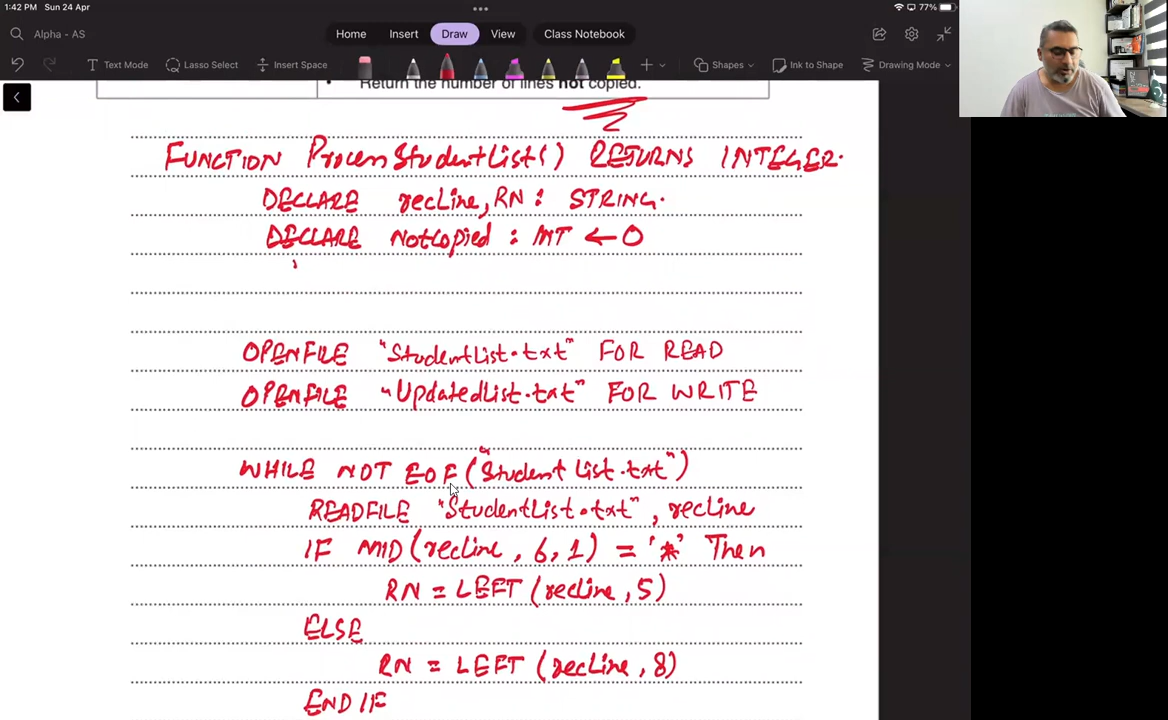 1:42 PM Sun 24 Apr
77%
Alpha - AS
Home Insert Draw View Class Notebook
Text Mode Lasso Select Insert Space Shapes Ink to Shape Drawing Mode
Return the number of lines not copied.
FUNCTION ProcessStudentList() RETURNS INTEGER.
DECLARE recline, RN : STRING.
DECLARE NotCopied : INT ← 0
OPENFILE "StudentList.txt" FOR READ
OPENFILE "UpdatedList.txt" FOR WRITE
WHILE NOT EOF("Student List.txt")
READFILE "StudentList.txt", recline
IF MID(recline, 6, 1) = '*' Then
RN = LEFT (recline, 5)
ELSE
RN = LEFT (recline, 8)
END IF